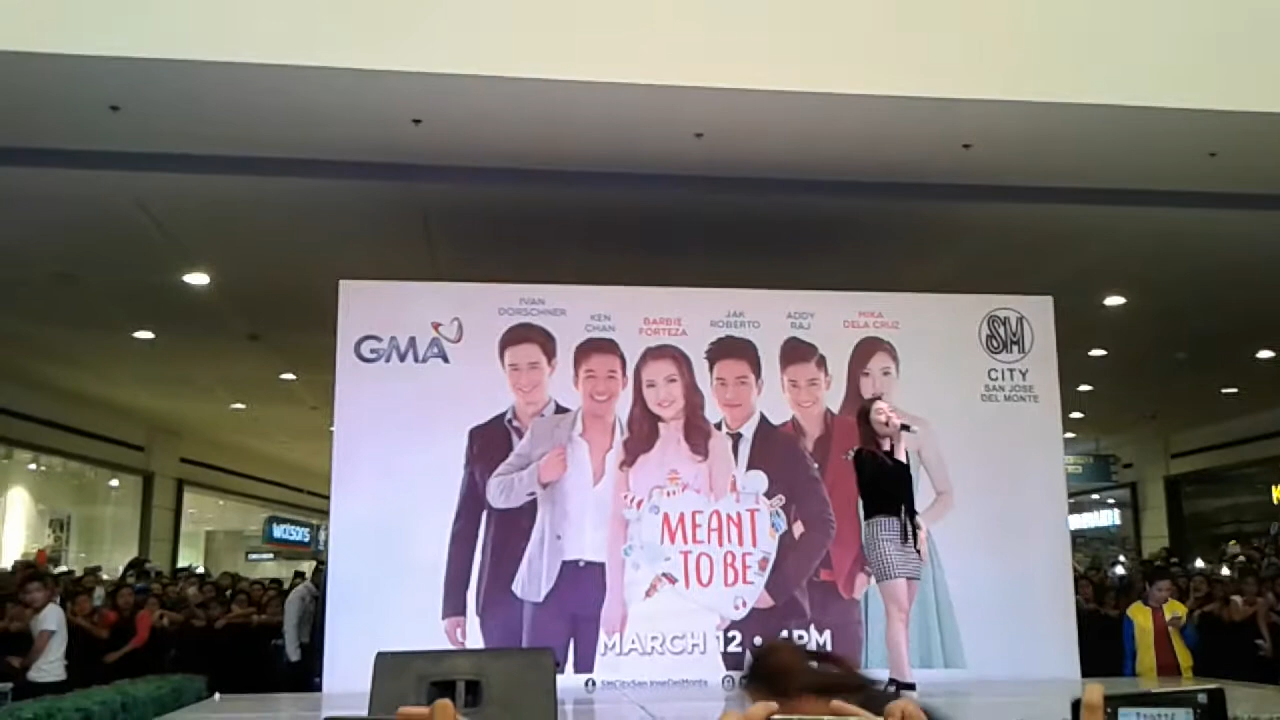 GMA
IVAN
DORSCHNER
KEN
CHAN
BARBIE
FORTEZA
JAK
ROBERTO
ADDY
RAJ
MIKA
DELA CRUZ
SM
CITY
SAN JOSE
DEL MONTE
MEANT
TO BE
MARCH 12 • 4PM
SmCitySanJoseDelMonte
watsons